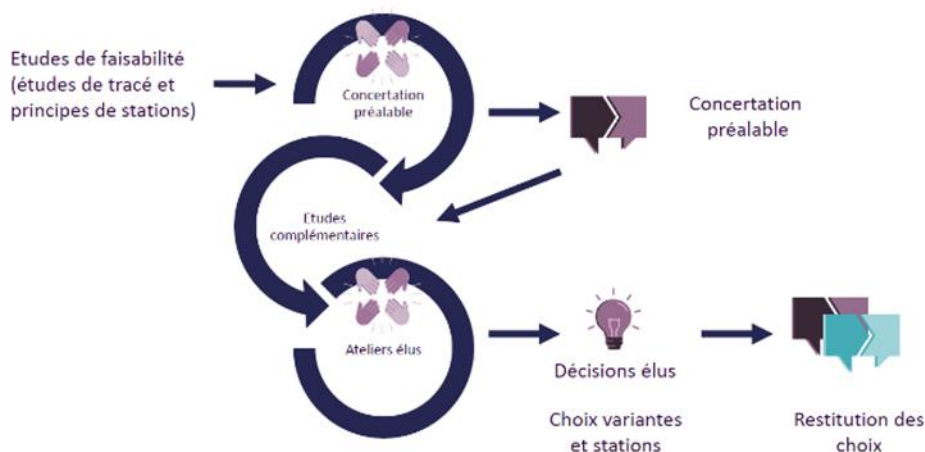 Etudes de faisabilité
(études de tracé et
principes de stations)
Concertation
préalable
Concertation
préalable
Etudes
complémentaires
Ateliers élus
Décisions élus
Choix variantes
et stations
Restitution des
choix